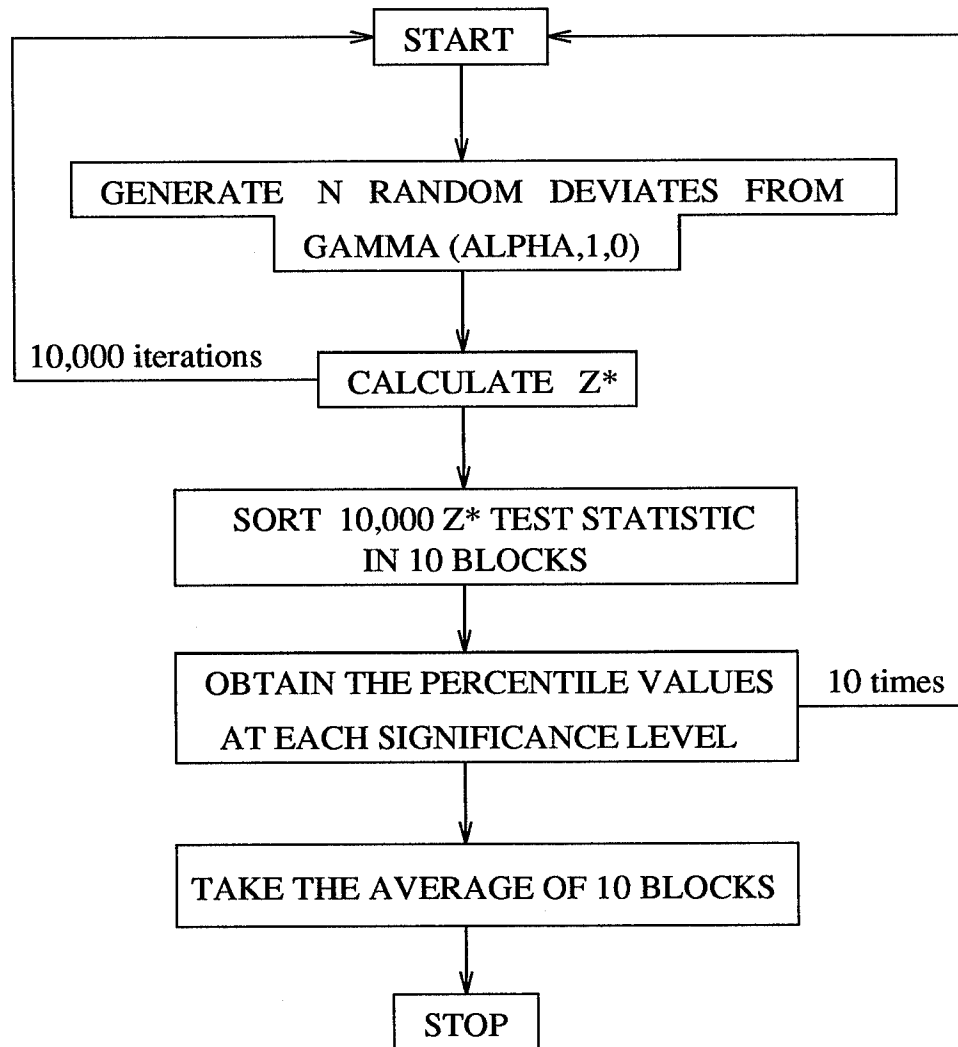 START
GENERATE N RANDOM DEVIATES FROM
GAMMA (ALPHA,1,0)
10,000 iterations
CALCULATE Z*
SORT 10,000 Z* TEST STATISTIC
IN 10 BLOCKS
OBTAIN THE PERCENTILE VALUES
10 times
AT EACH SIGNIFICANCE LEVEL
TAKE THE AVERAGE OF 10 BLOCKS
STOP